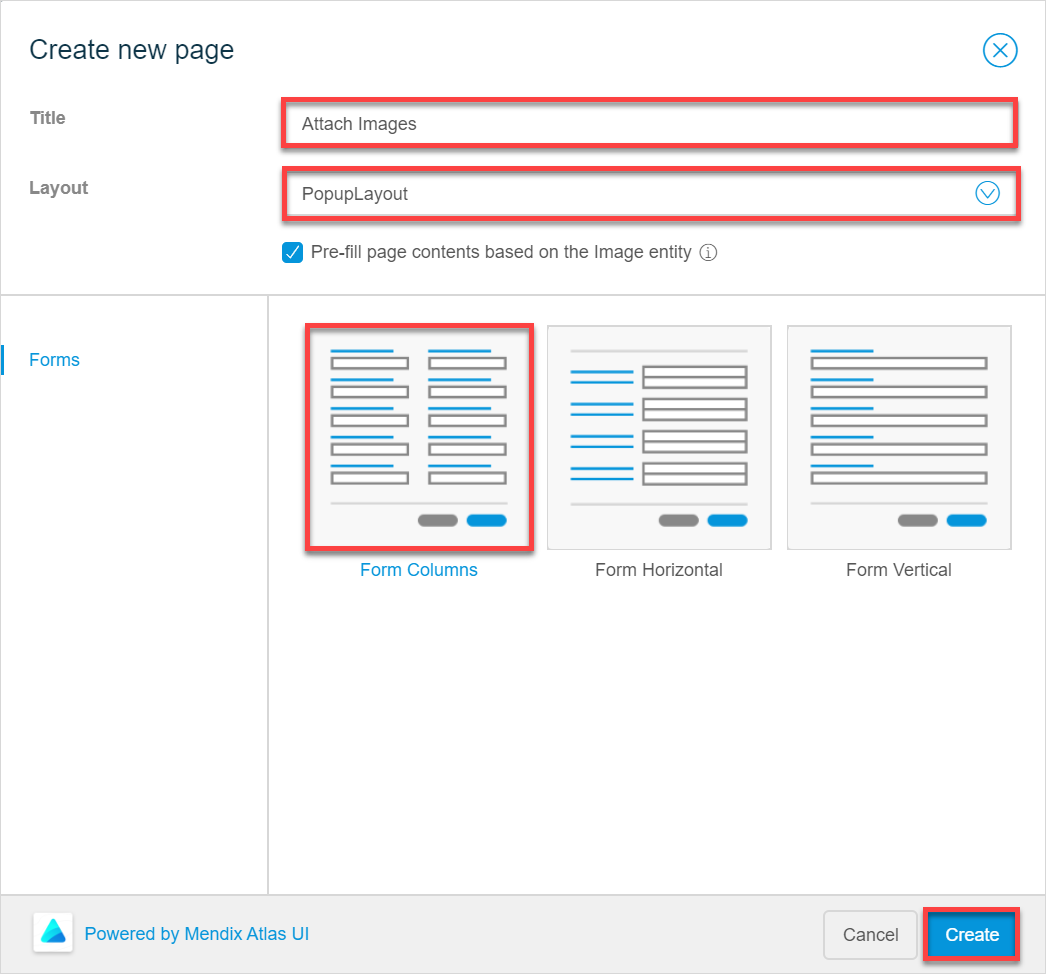 Create new page
Title
Attach Images
Layout
PopupLayout
Pre-fill page contents based on the Image entity
Forms
Form Columns
Form Horizontal
Form Vertical
Powered by Mendix Atlas UI
Cancel
Create